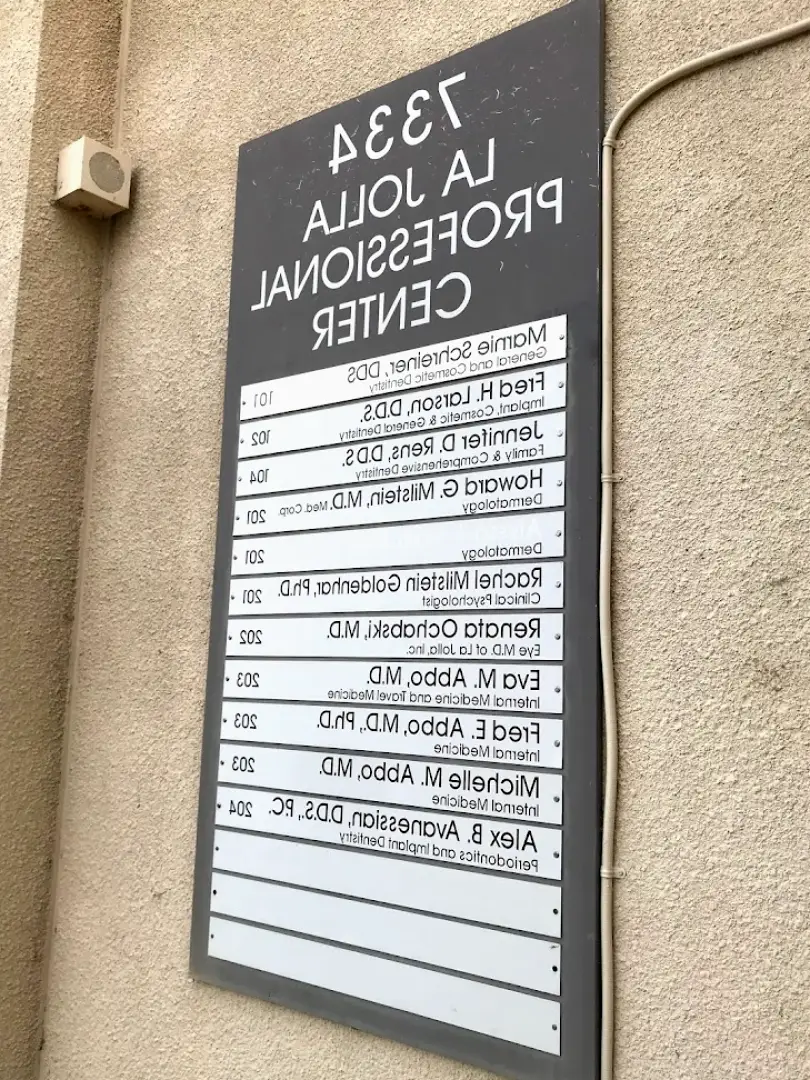 7334
LA JOLLA
PROFESSIONAL
CENTER
Marnie Schreiner, DDS 101
General and Cosmetic Dentistry
Fred H. Larson, D.D.S. 102
Implant, Cosmetic & General Dentistry
Jennifer D. Rens, D.D.S. 104
Family & Comprehensive Dentistry
Howard G. Milstein, M.D. Med. Corp. 201
Dermatology
201
Dermatology
Rachel Milstein Goldenhar, Ph.D. 201
Clinical Psychologist
Renata Ochabski, M.D. 202
Eye M.D. of La Jolla, Inc.
Eva M. Abbo, M.D. 203
Internal Medicine and Travel Medicine
Fred E. Abbo, M.D., Ph.D. 203
Internal Medicine
Michelle M. Abbo, M.D. 203
Internal Medicine
Alex B. Avanessian, D.D.S., P.C. 204
Periodontics and Implant Dentistry